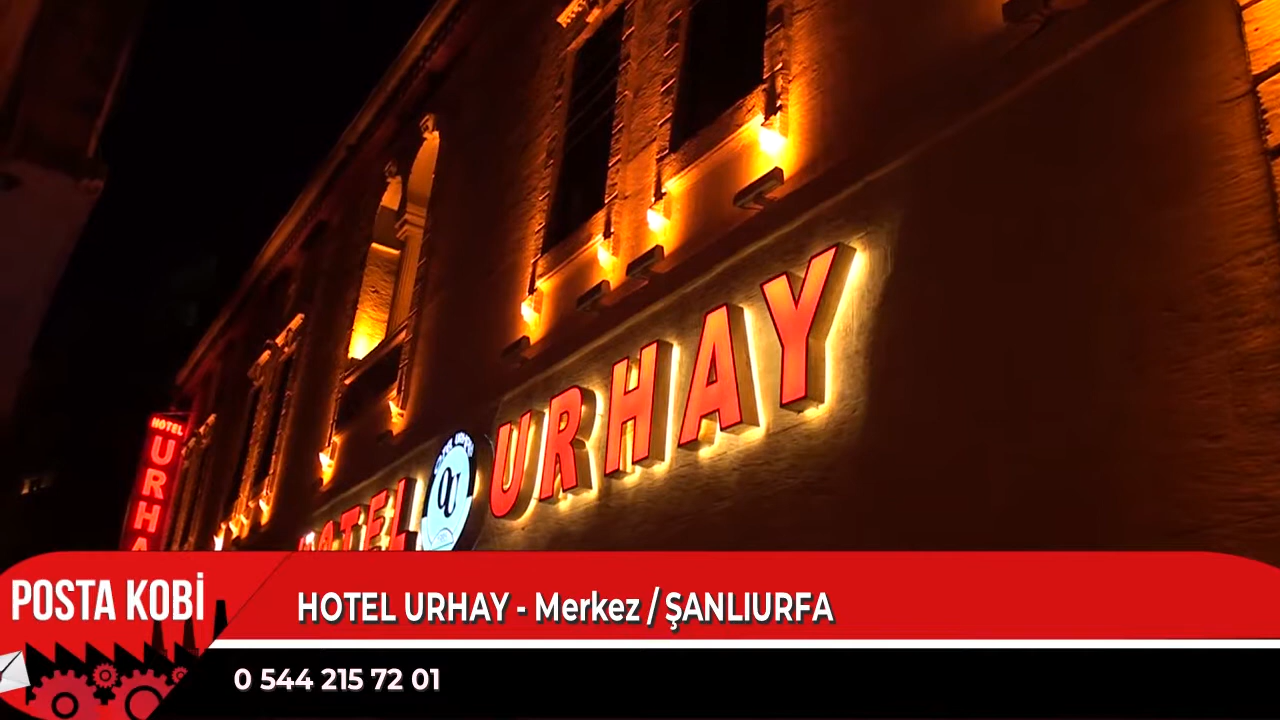 URHAY
HOTEL
HOTEL
URHA
POSTA KOBİ
HOTEL URHAY - Merkez / ŞANLIURFA
0 544 215 72 01